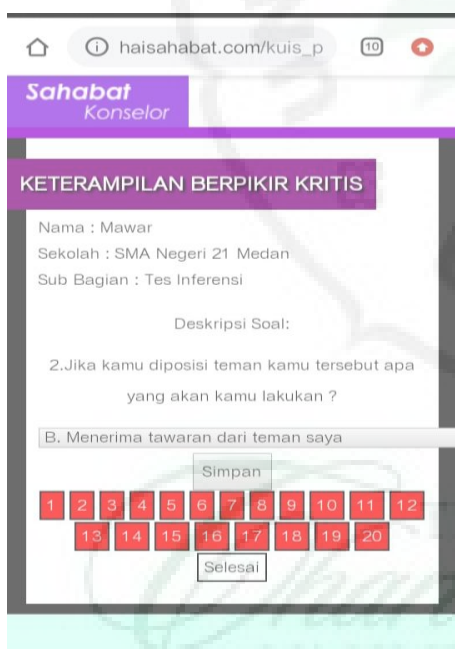 haisahabat.com/kuis_p
10
Sahabat
Konselor
KETERAMPILAN BERPIKIR KRITIS
Nama : Mawar
Sekolah : SMA Negeri 21 Medan
Sub Bagian : Tes Inferensi
Deskripsi Soal:
2.Jika kamu diposisi teman kamu tersebut apa
yang akan kamu lakukan ?
B. Menerima tawaran dari teman saya
Simpan
1 2 3 4 5 6 7 8 9 10 11 12
13 14 15 16 17 18 19 20
Selesai